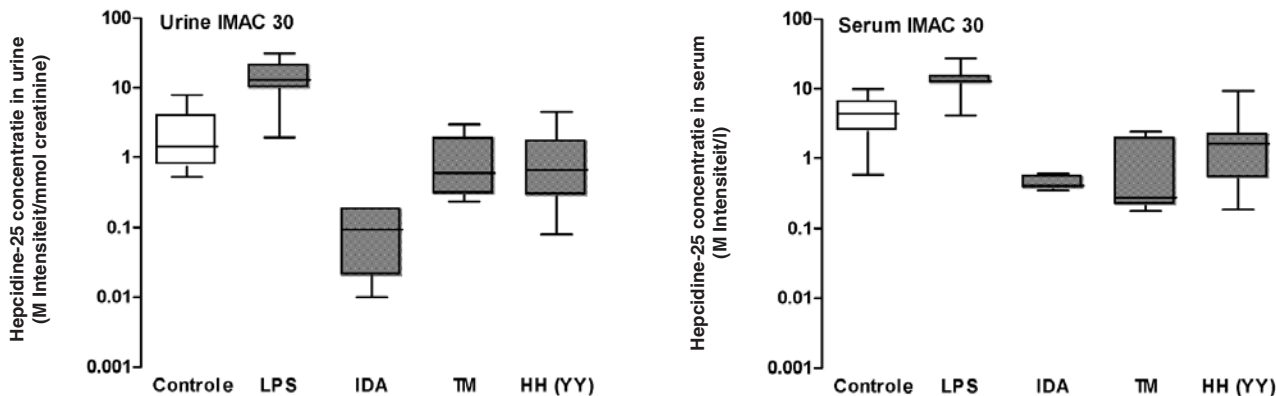 Urine IMAC 30
Hepcidine-25 concentratie in urine
(M Intensiteit/mmol creatinine)
100
10
1
0.1
0.01
0.001
Controle LPS IDA TM HH (YY)
Serum IMAC 30
Hepcidine-25 concentratie in serum
(M Intensiteit/l)
100
10
1
0.1
0.01
0.001
Controle LPS IDA TM HH (YY)